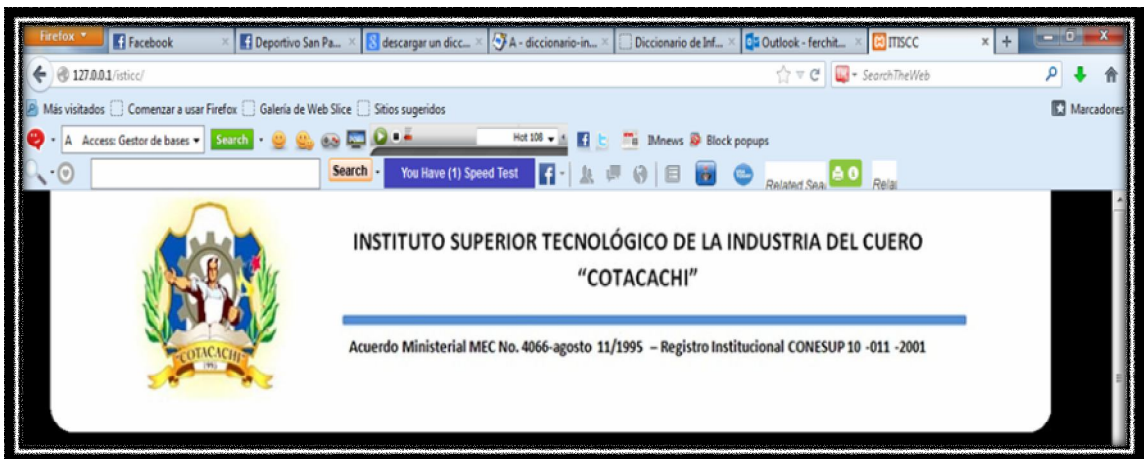 Firefox
Facebook
Deportivo San Pa...
descargar un dicc...
A - diccionario-in...
Diccionario de Inf...
Outlook - ferchit...
ITISCC
127.0.0.1/isticc/
SearchTheWeb
Más visitados Comenzar a usar Firefox Galería de Web Slice Sitios sugeridos Marcadores
A Access: Gestor de bases Search Hot 108 IMnews Block popups
Search You Have (1) Speed Test Related Sea
INSTITUTO SUPERIOR TECNOLÓGICO DE LA INDUSTRIA DEL CUERO
“COTACACHI”
Acuerdo Ministerial MEC No. 4066-agosto 11/1995 – Registro Institucional CONESUP 10 -011 -2001
COTACACHI
1995